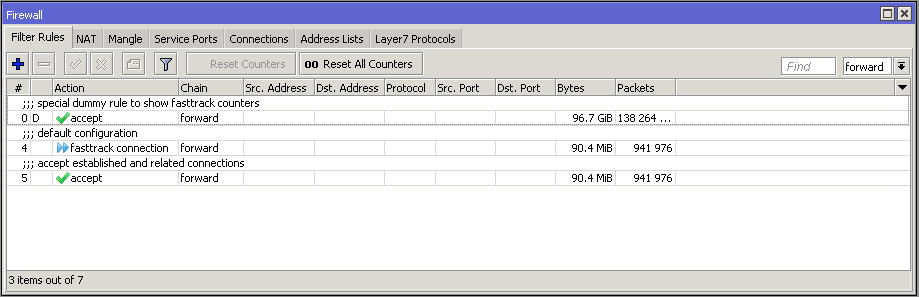 Firewall
Filter Rules NAT Mangle Service Ports Connections Address Lists Layer7 Protocols
Reset Counters 00 Reset All Counters Find forward
# Action Chain Src. Address Dst. Address Protocol Src. Port Dst. Port Bytes Packets
;;; special dummy rule to show fasttrack counters
0 D accept forward 96.7 GiB 138 264 ...
;;; default configuration
4 fasttrack connection forward 90.4 MiB 941 976
;;; accept established and related connections
5 accept forward 90.4 MiB 941 976
3 items out of 7